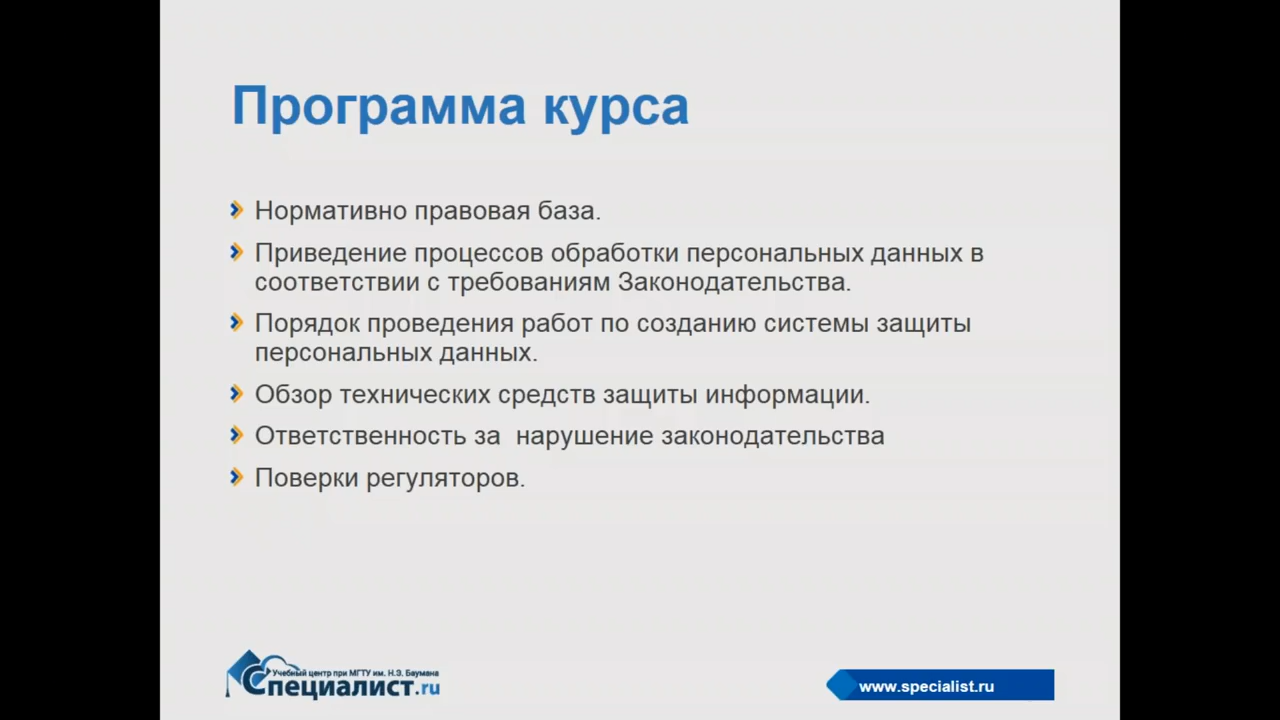 Программа курса
Нормативно правовая база.
Приведение процессов обработки персональных данных в
соответствии с требованиям Законодательства.
Порядок проведения работ по созданию системы защиты
персональных данных.
Обзор технических средств защиты информации.
Ответственность за  нарушение законодательства
Поверки регуляторов.
Учебный центр при МГТУ им. Н.Э. Баумана
Специалист.ru
www.specialist.ru